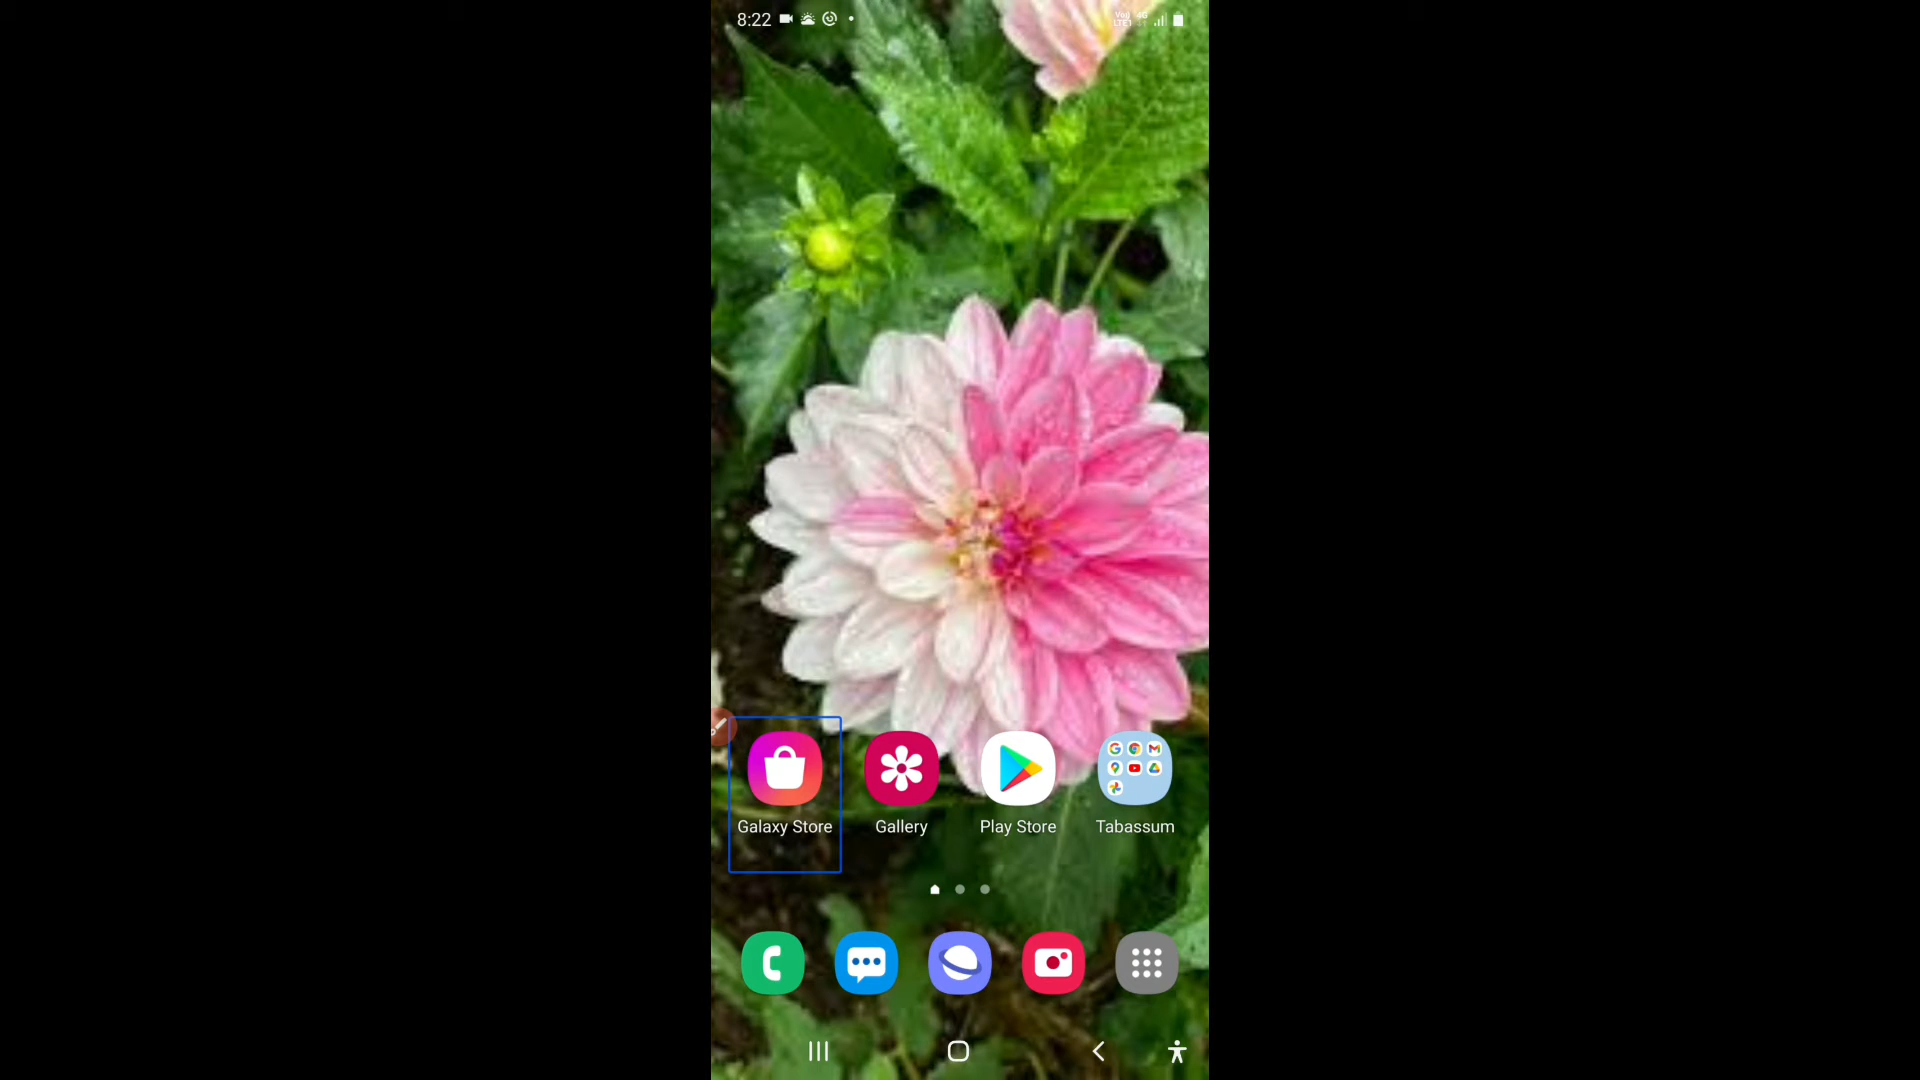 8:22
Galaxy Store
Gallery
Play Store
Tabassum